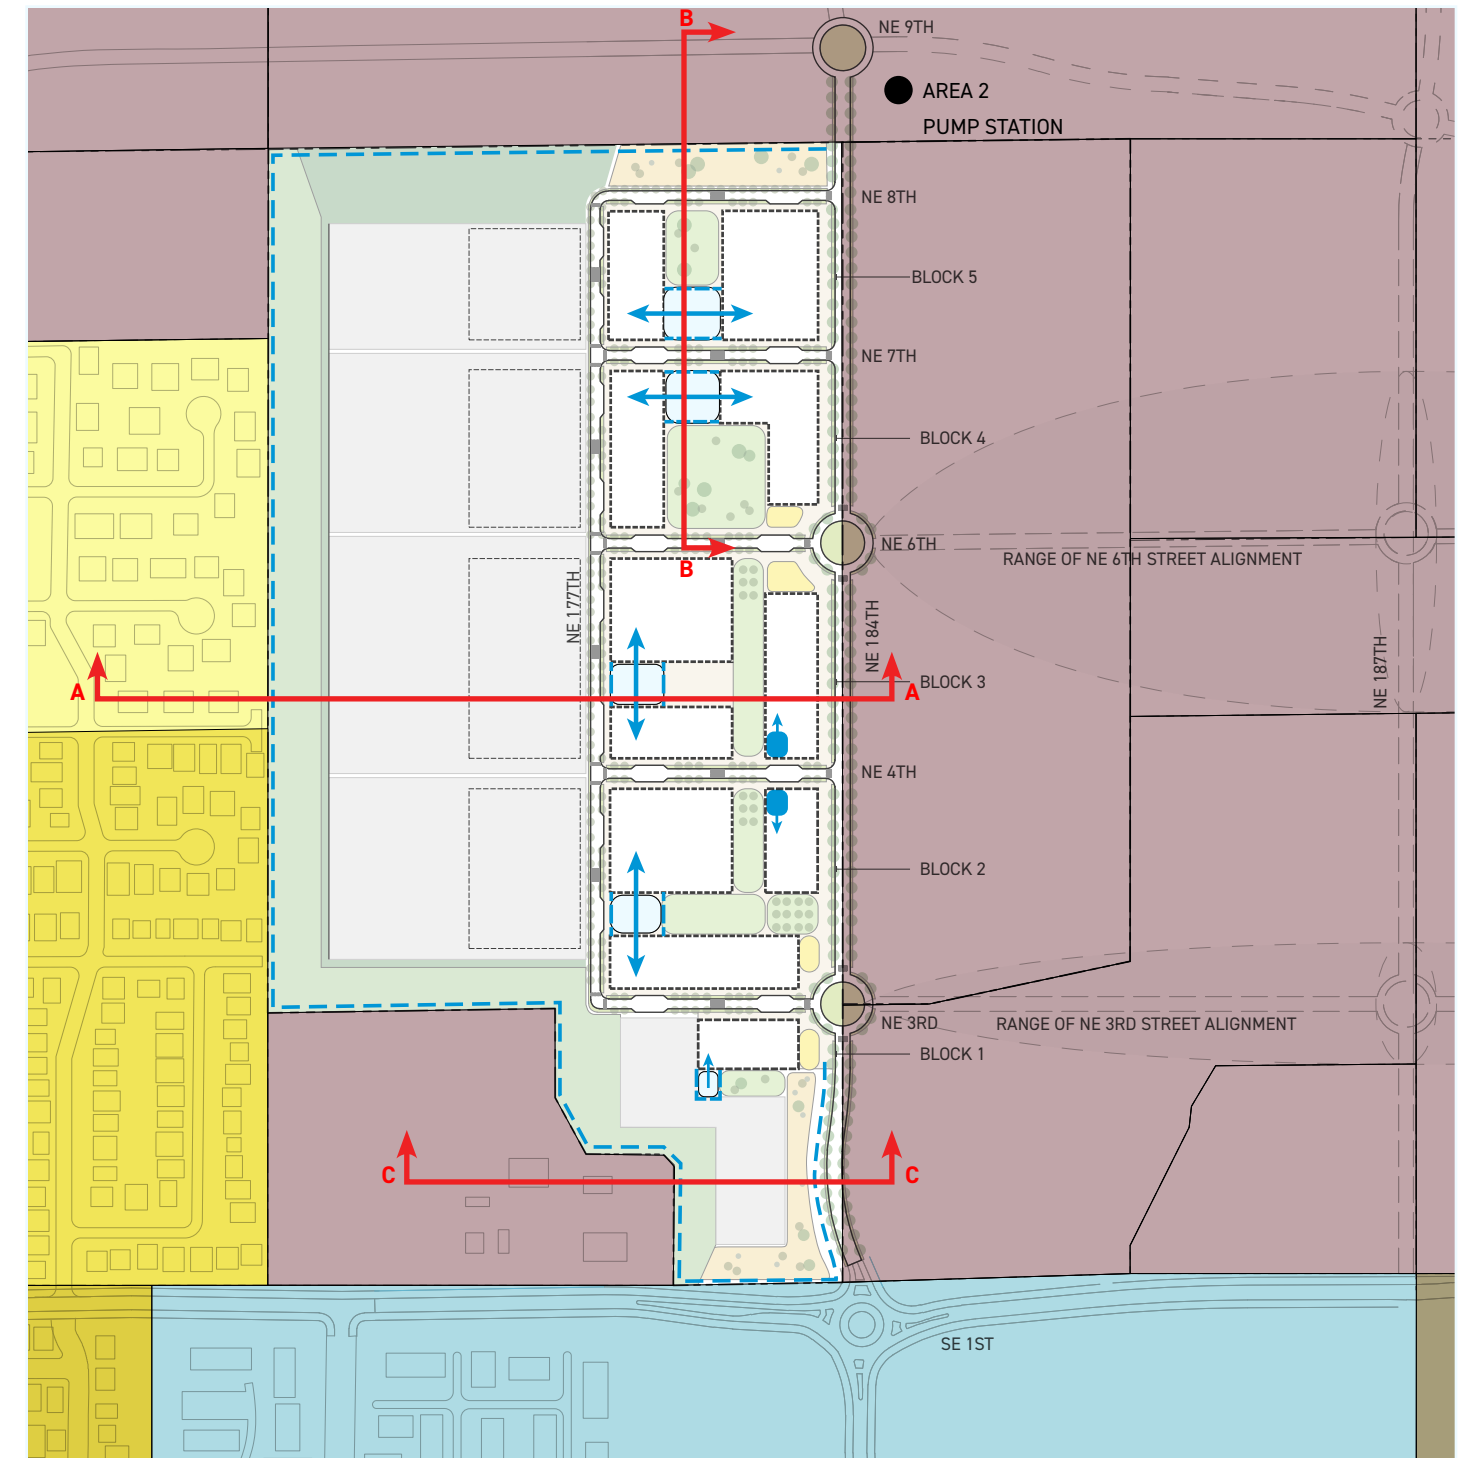 B
NE 9TH
AREA 2
PUMP STATION
NE 8TH
BLOCK 5
NE 7TH
BLOCK 4
NE 6TH
RANGE OF NE 6TH STREET ALIGNMENT
B
NE 177TH
NE 184TH
NE 187TH
A
A
BLOCK 3
NE 4TH
BLOCK 2
NE 3RD
RANGE OF NE 3RD STREET ALIGNMENT
BLOCK 1
C
C
SE 1ST